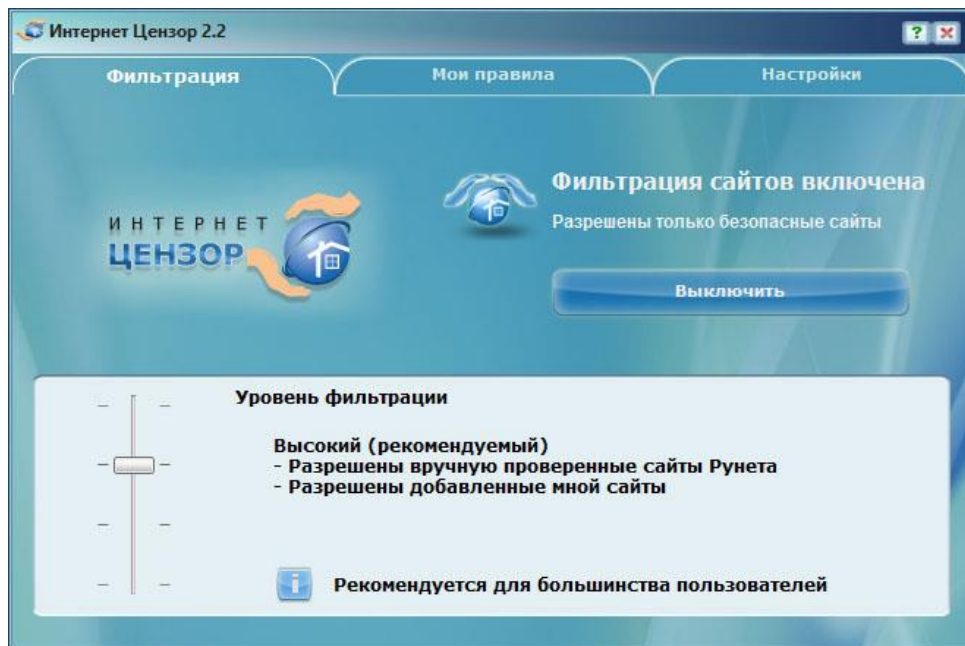 Интернет Цензор 2.2
Фильтрация
Мои правила
Настройки
ИНТЕРНЕТ
ЦЕНЗОР
Фильтрация сайтов включена
Разрешены только безопасные сайты
Выключить
Уровень фильтрации
Высокий (рекомендуемый)
- Разрешены вручную проверенные сайты Рунета
- Разрешены добавленные мной сайты
Рекомендуется для большинства пользователей